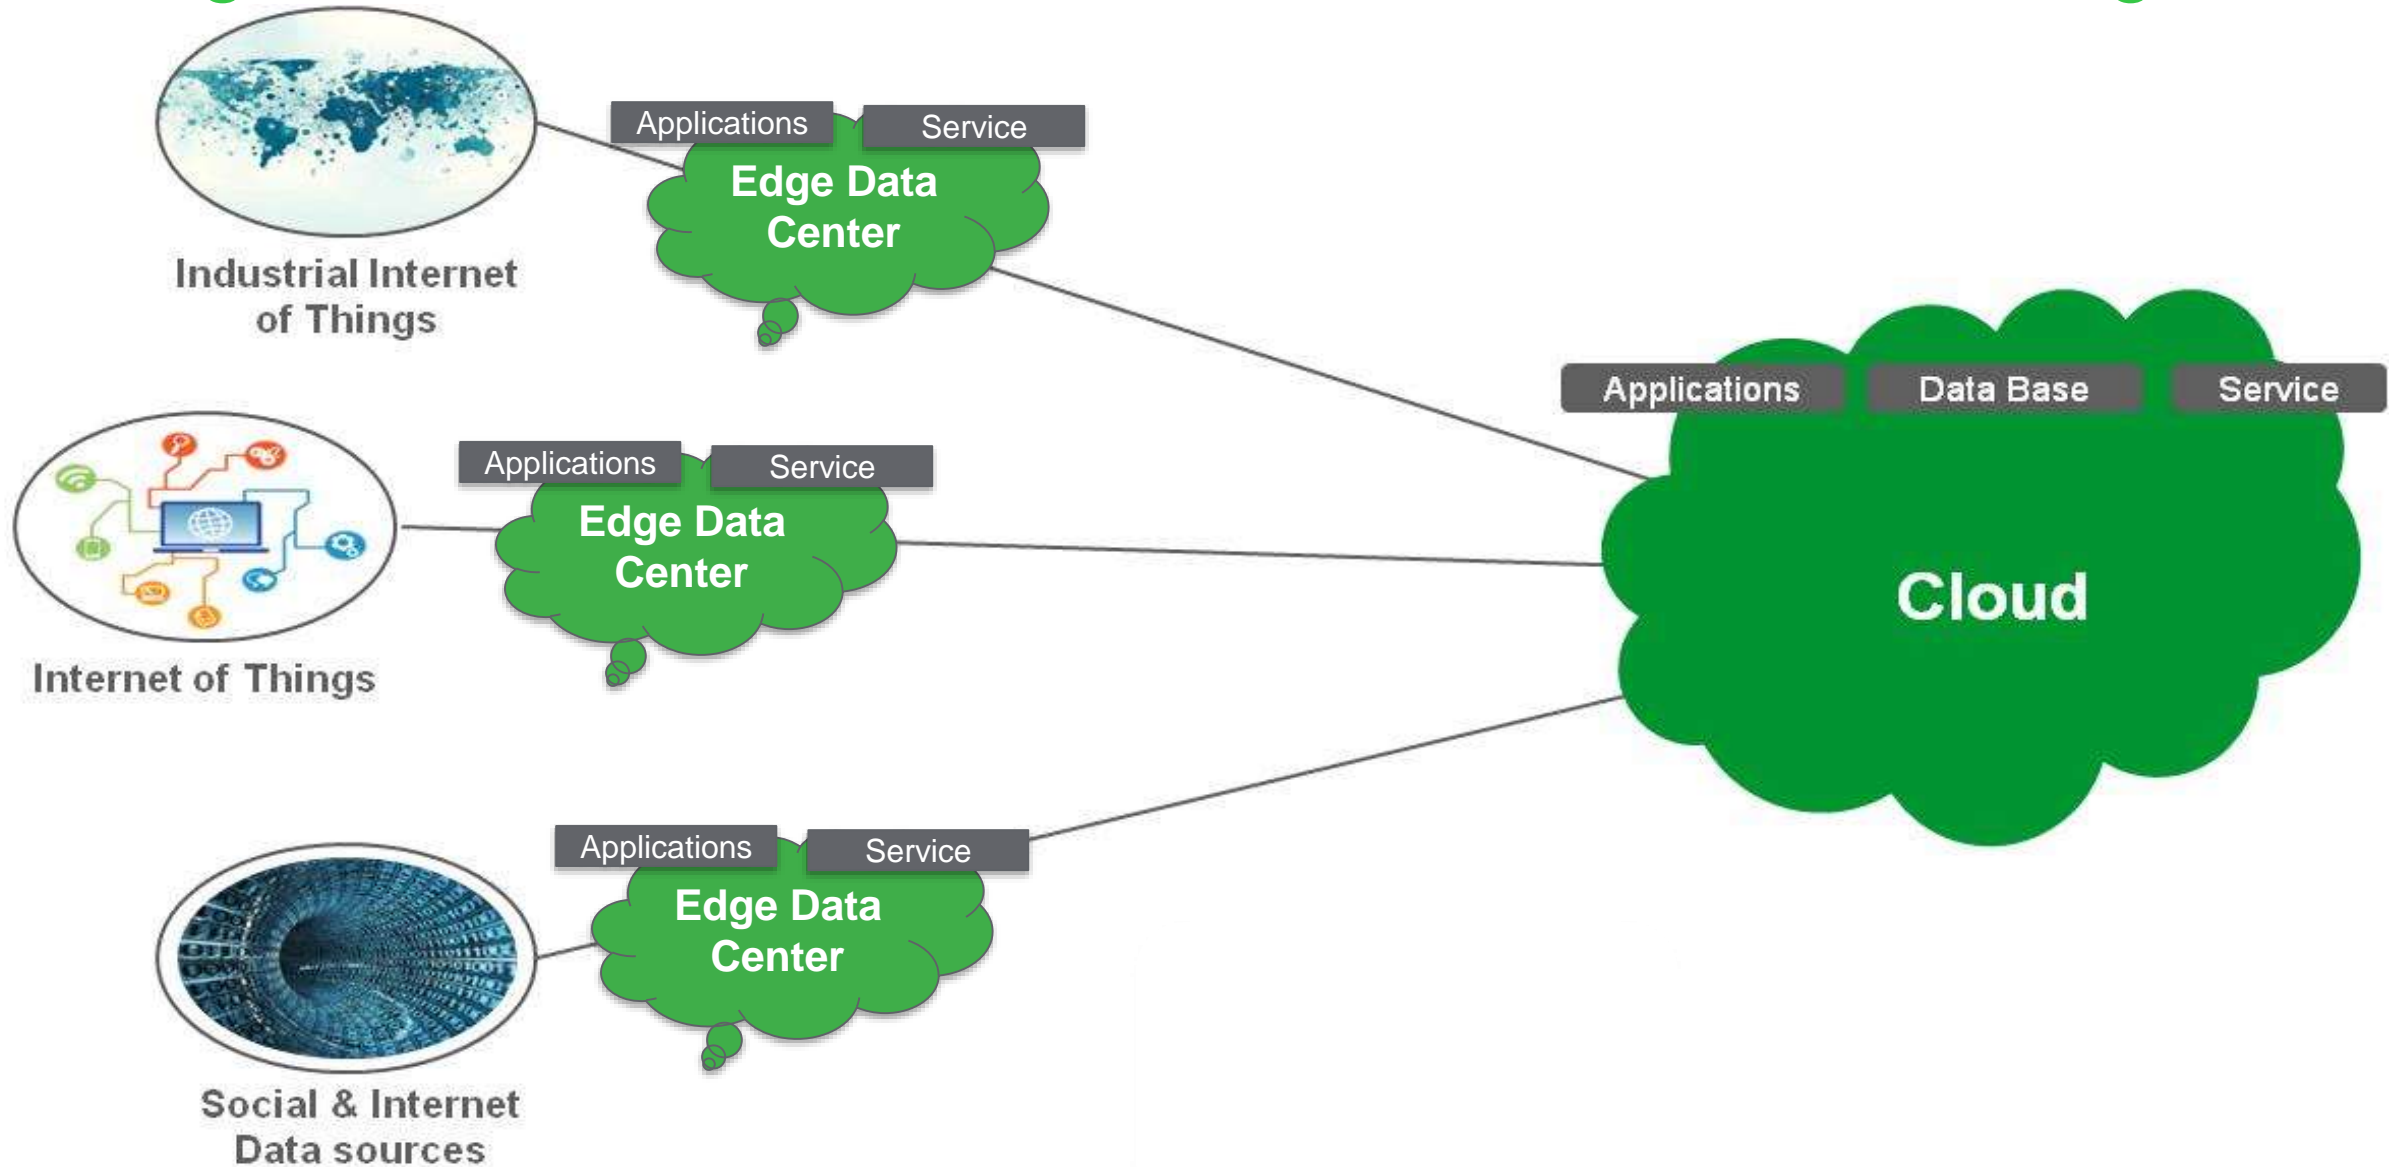 Applications
Service
Edge Data
Center
Industrial Internet
of Things
Applications
Data Base
Service
Cloud
Applications
Service
Edge Data
Center
Internet of Things
Applications
Service
Edge Data
Center
Social & Internet
Data sources